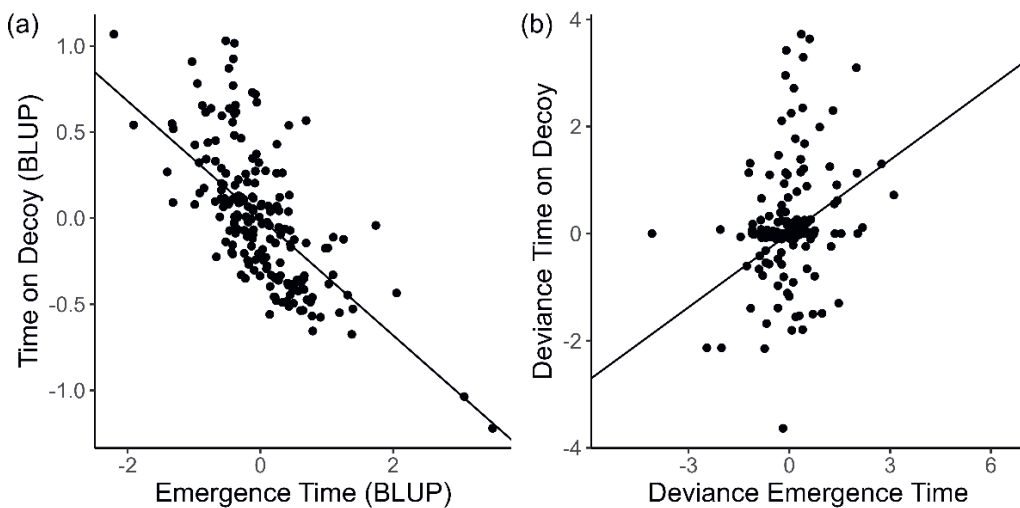 (a)
Time on Decoy (BLUP)
1.0
0.5
0.0
-0.5
-1.0
-2
0
2
Emergence Time (BLUP)
(b)
Deviance Time on Decoy
4
2
0
-2
-4
-3
0
3
6
Deviance Emergence Time